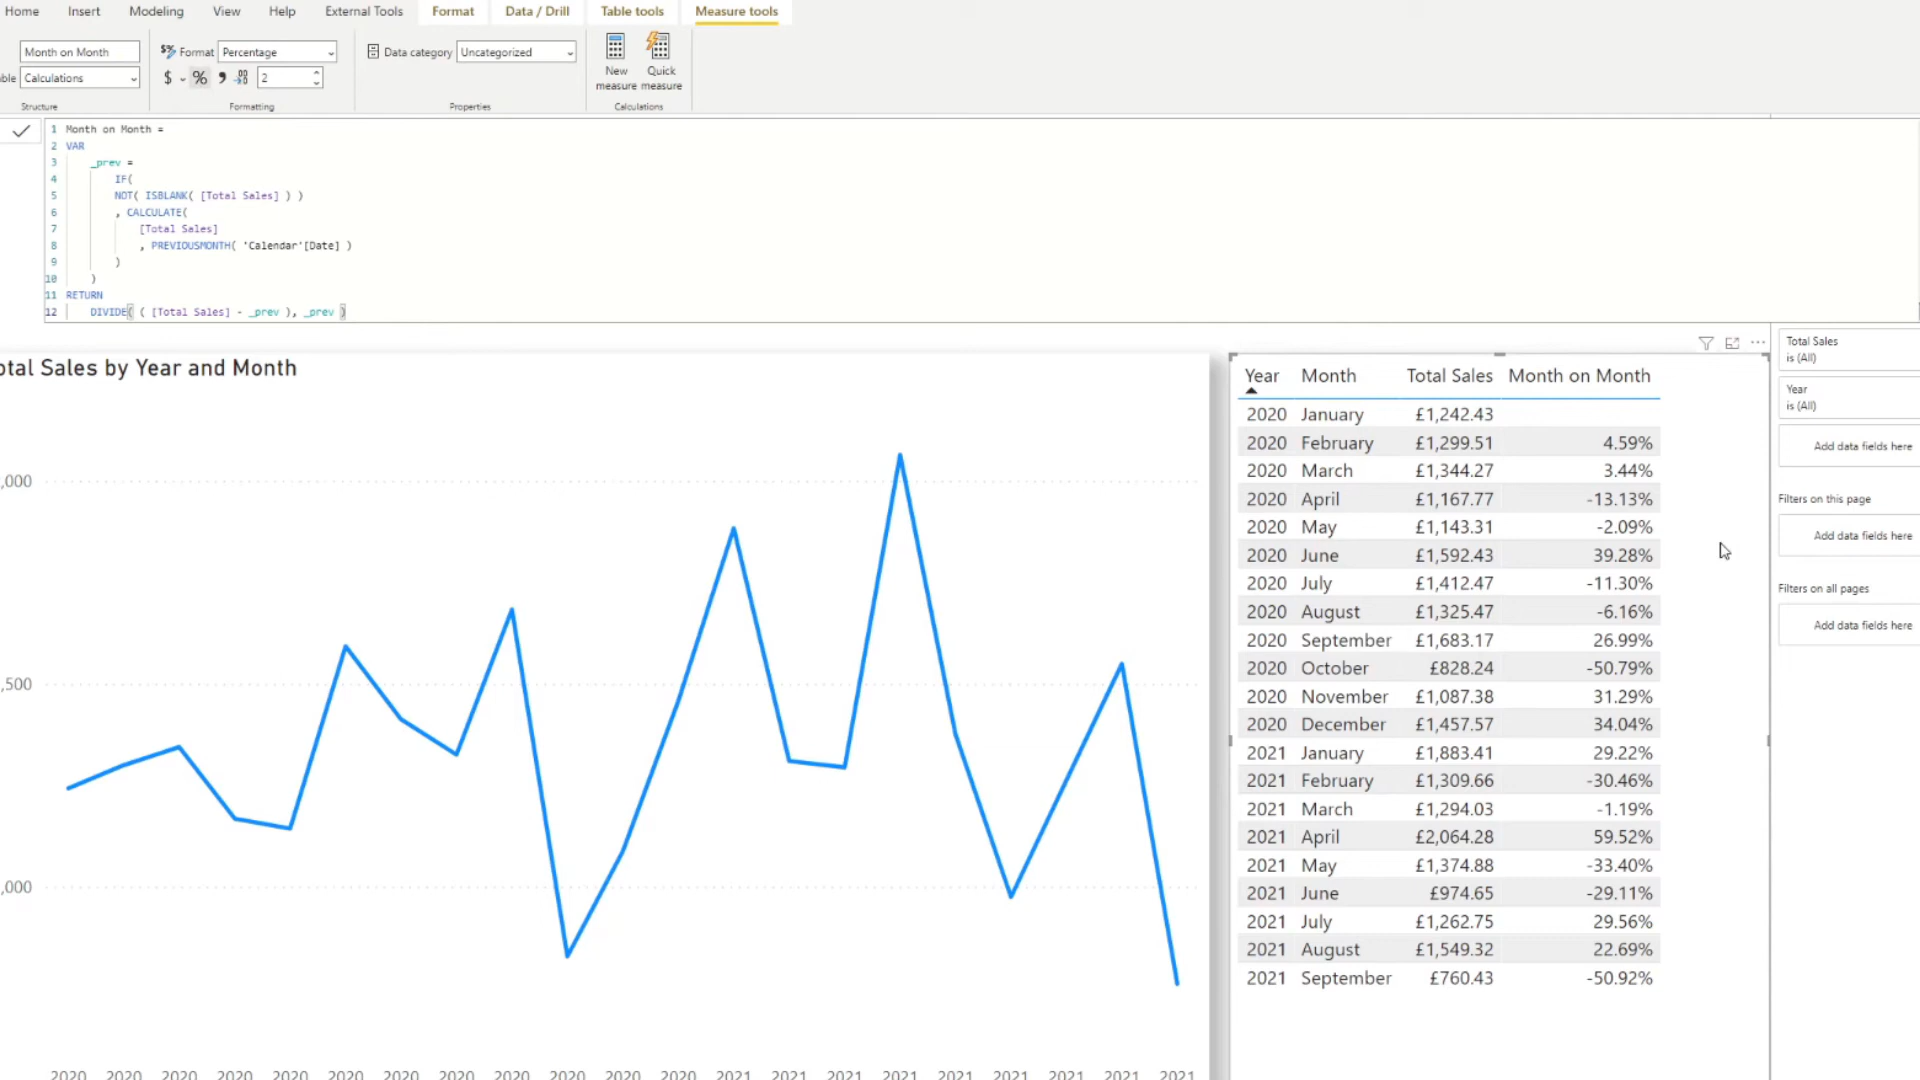 Home Insert Modeling View Help External Tools Format Data / Drill Table tools Measure tools
Month on Month
Format Percentage
Data category Uncategorized
New measure
Quick measure
ble Calculations
$ % 2
Structure
Formatting
Properties
Calculations
1 Month on Month =
2 VAR
3 _prev =
4 IF(
5 NOT( ISBLANK( [Total Sales] ) )
6 , CALCULATE(
7 [Total Sales]
8 , PREVIOUSMONTH( 'Calendar'[Date] )
9 )
10 )
11 RETURN
12 DIVIDE( ( [Total Sales] - _prev ), _prev )
otal Sales by Year and Month
,000
,500
,000
2020 2020 2020 2020 2020 2020 2020 2020 2020 2020 2020 2020 2021 2021 2021 2021 2021 2021 2021 2021 2021
Year Month Total Sales Month on Month
2020 January £1,242.43
2020 February £1,299.51 4.59%
2020 March £1,344.27 3.44%
2020 April £1,167.77 -13.13%
2020 May £1,143.31 -2.09%
2020 June £1,592.43 39.28%
2020 July £1,412.47 -11.30%
2020 August £1,325.47 -6.16%
2020 September £1,683.17 26.99%
2020 October £828.24 -50.79%
2020 November £1,087.38 31.29%
2020 December £1,457.57 34.04%
2021 January £1,883.41 29.22%
2021 February £1,309.66 -30.46%
2021 March £1,294.03 -1.19%
2021 April £2,064.28 59.52%
2021 May £1,374.88 -33.40%
2021 June £974.65 -29.11%
2021 July £1,262.75 29.56%
2021 August £1,549.32 22.69%
2021 September £760.43 -50.92%
Total Sales
is (All)
Year
is (All)
Add data fields here
Filters on this page
Add data fields here
Filters on all pages
Add data fields here